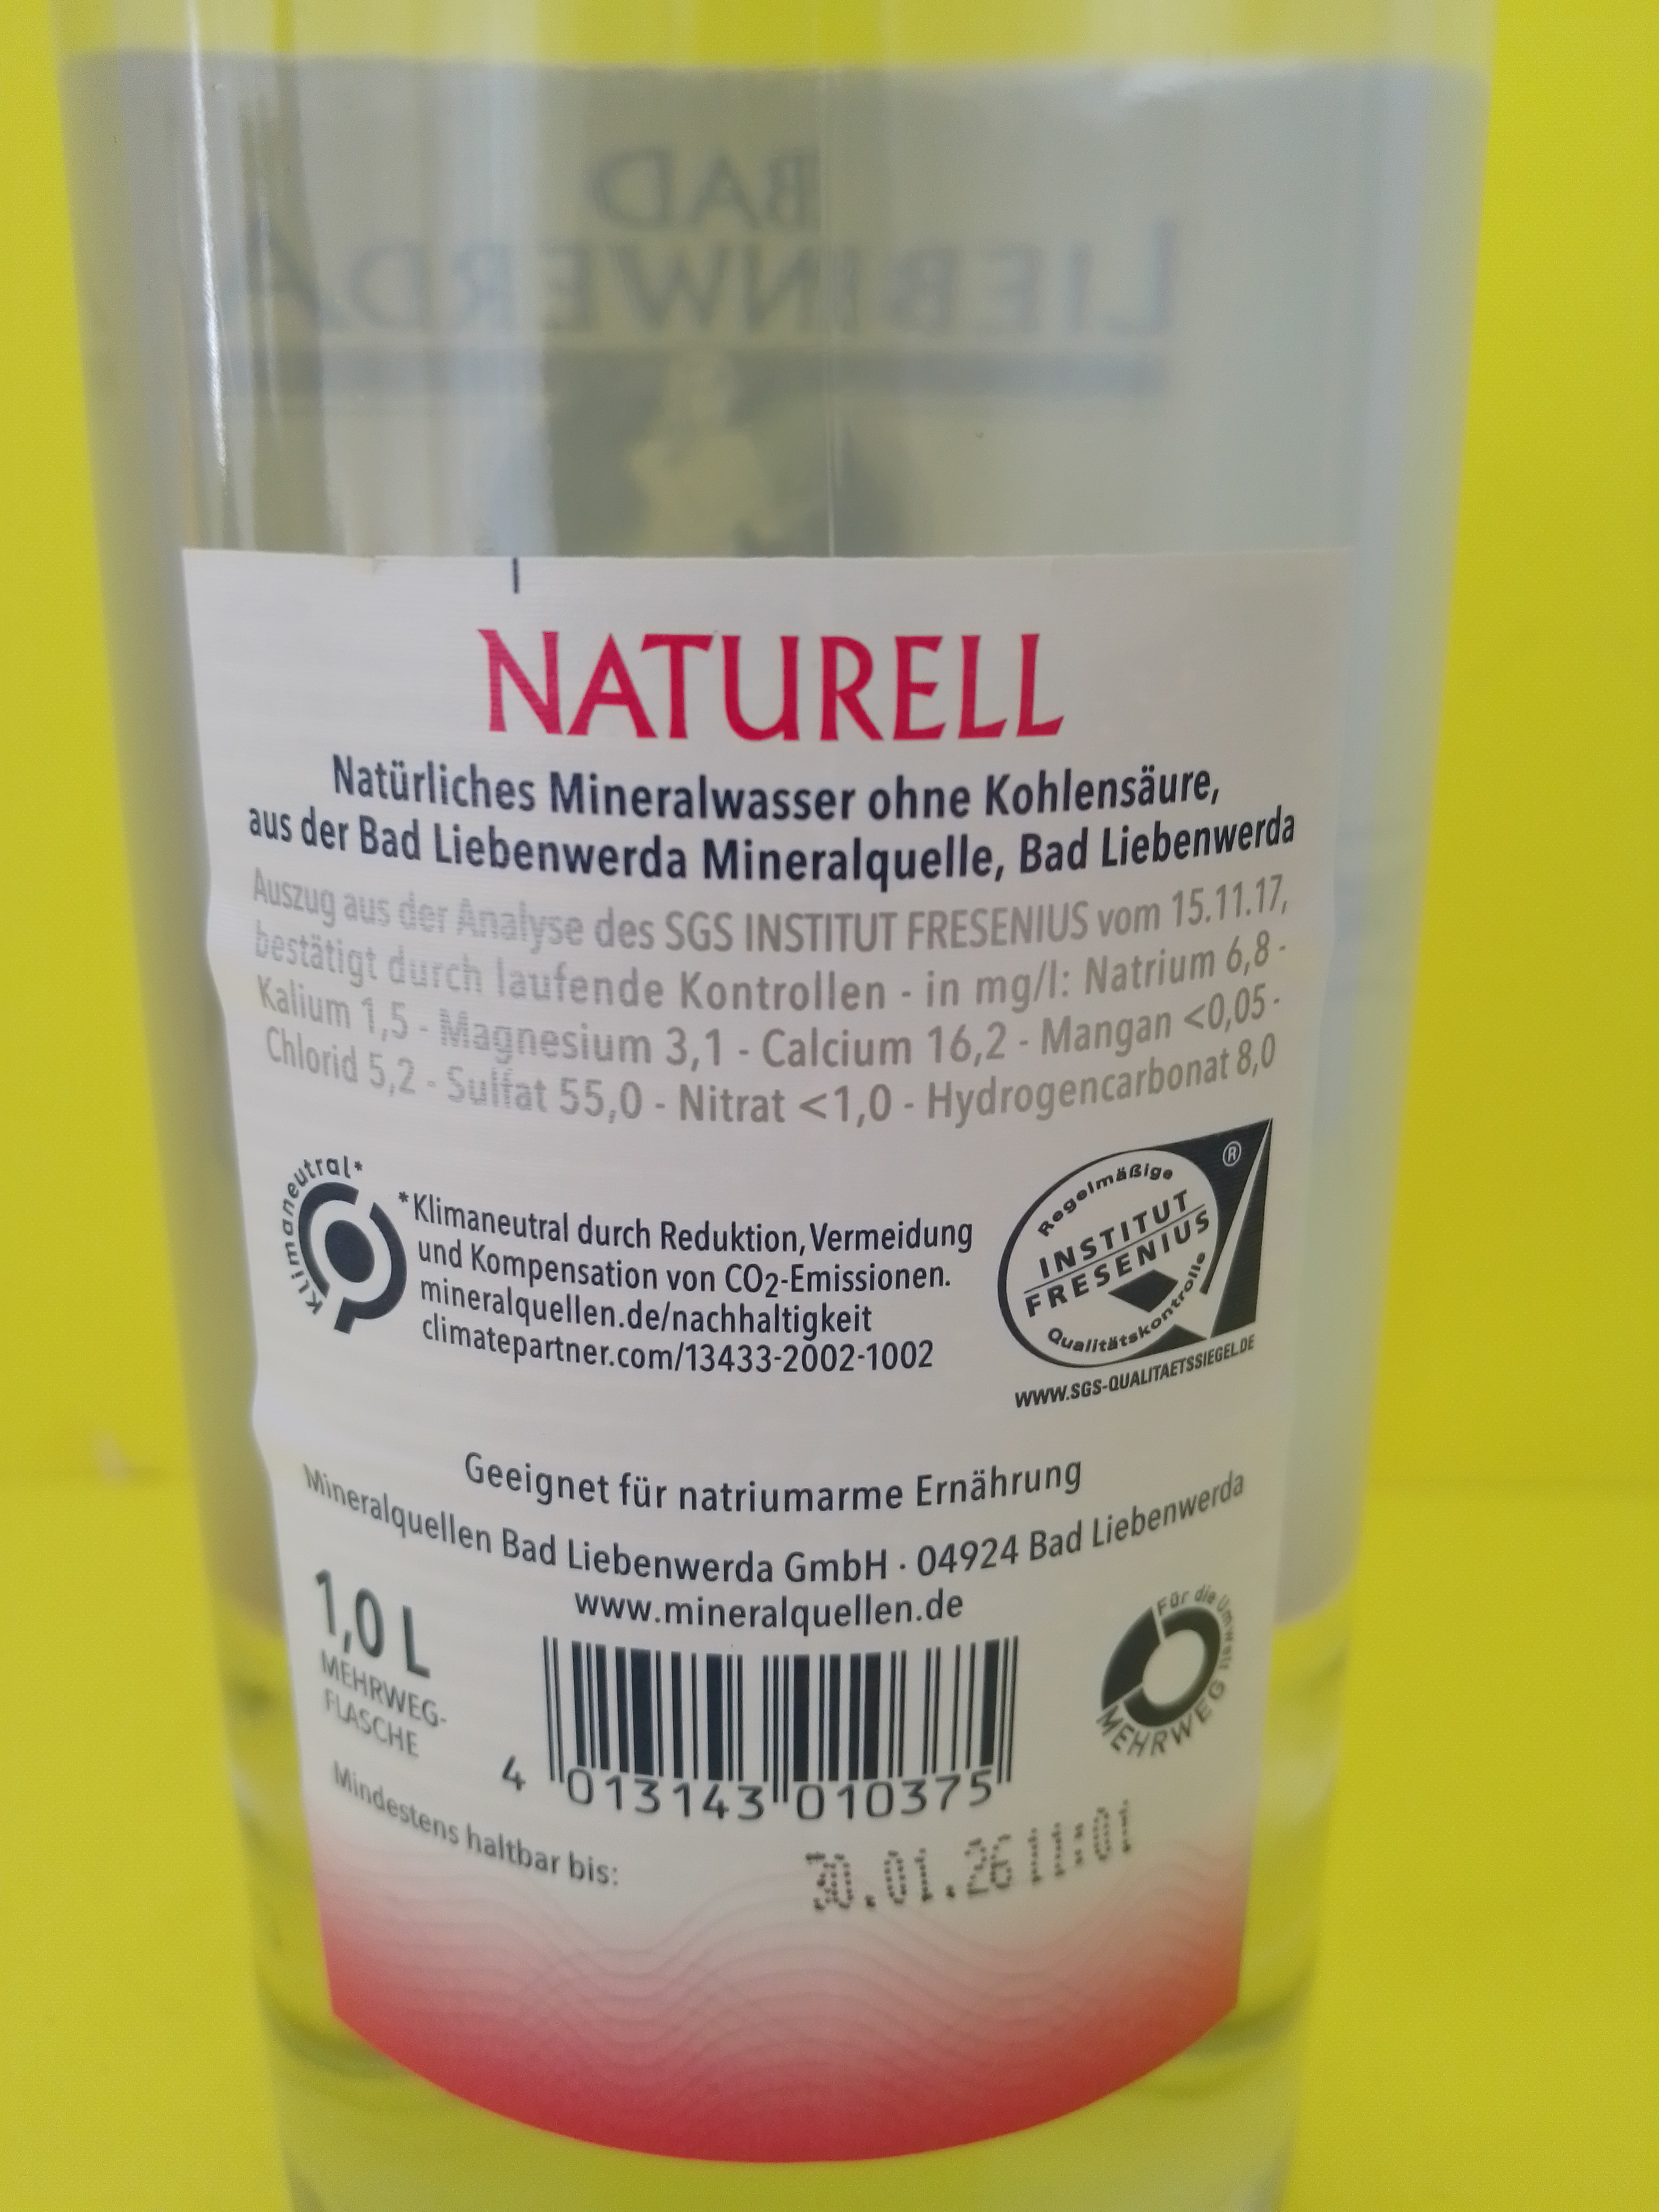 BAD
LIEBENWERDA
NATURELL
Natürliches Mineralwasser ohne Kohlensäure,
aus der Bad Liebenwerda Mineralquelle, Bad Liebenwerda
Auszug aus der Analyse des SGS INSTITUT FRESENIUS vom 15.11.17,
bestätigt durch laufende Kontrollen - in mg/l: Natrium 6,8 -
Kalium 1,5 - Magnesium 3,1 - Calcium 16,2 - Mangan <0,05 -
Chlorid 5,2 - Sulfat 55,0 - Nitrat <1,0 - Hydrogencarbonat 8,0
Klimaneutral*
*Klimaneutral durch Reduktion, Vermeidung
und Kompensation von CO2-Emissionen.
mineralquellen.de/nachhaltigkeit
climatepartner.com/13433-2002-1002
Regelmäßige
INSTITUT
FRESENIUS
Qualitätskontrolle
®
WWW.SGS-QUALITAETSSIEGEL.DE
Geeignet für natriumarme Ernährung
Mineralquellen Bad Liebenwerda GmbH · 04924 Bad Liebenwerda
www.mineralquellen.de
1,0 L
MEHRWEG-
FLASCHE
4 013143 010375
Für die Umwelt
MEHRWEG
Mindestens haltbar bis: